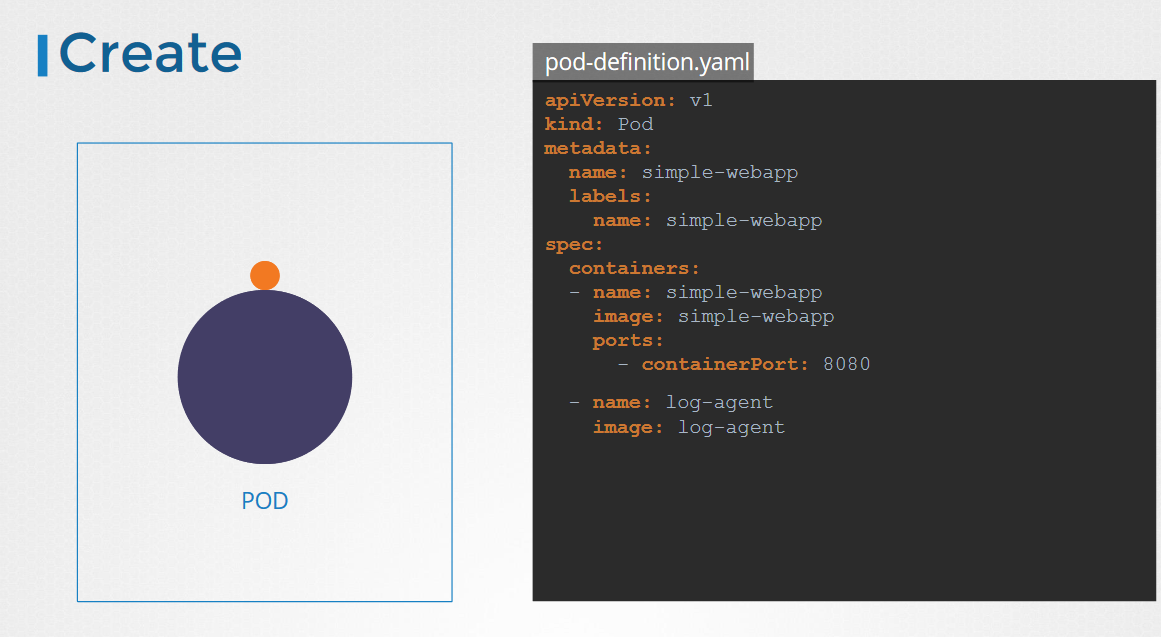 Create
POD
pod-definition.yaml
apiVersion: v1
kind: Pod
metadata:
  name: simple-webapp
  labels:
    name: simple-webapp
spec:
  containers:
  - name: simple-webapp
    image: simple-webapp
    ports:
      - containerPort: 8080
  - name: log-agent
    image: log-agent